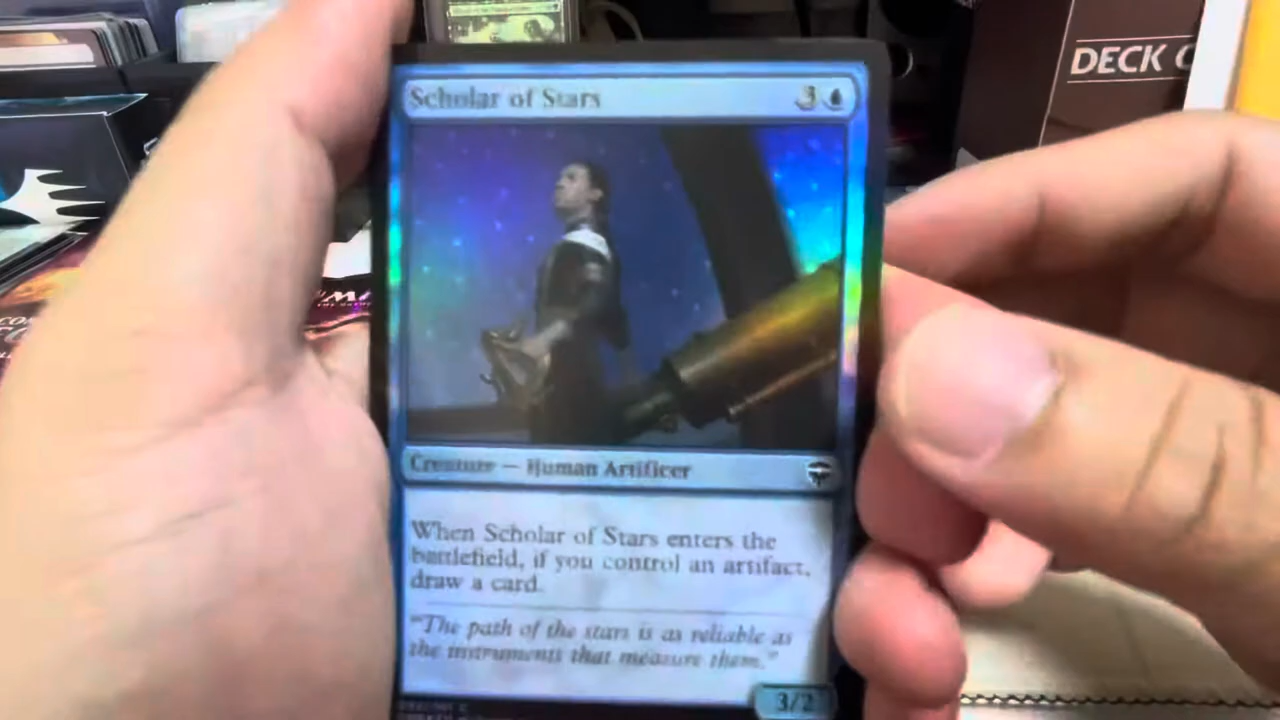 DECK
Scholar of Stars 3
Creature — Human Artificer
When Scholar of Stars enters the
battlefield, if you control an artifact,
draw a card.
"The path of the stars is as reliable as
the instruments that measure them."
3/2